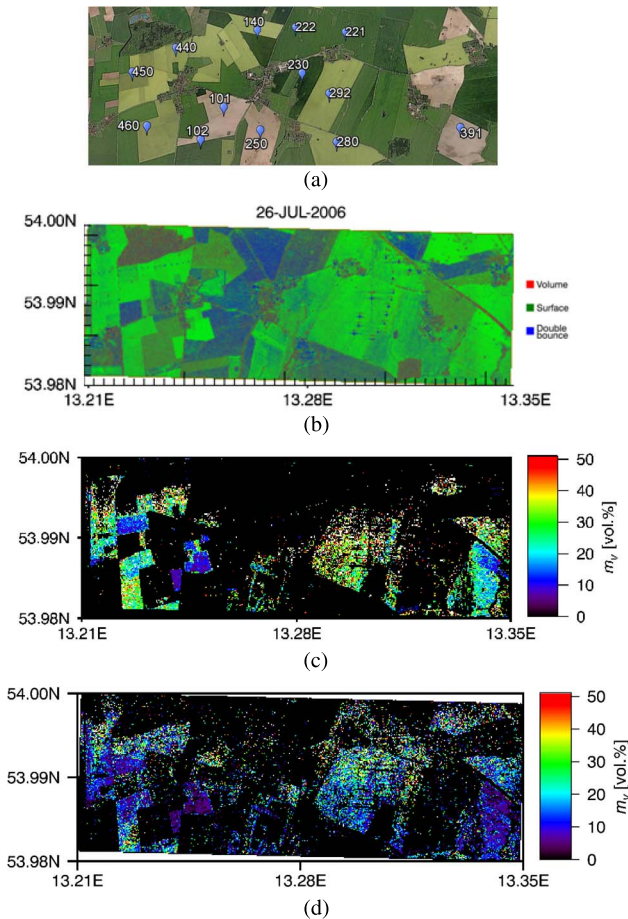 140 222 221
440
450 230
292
101
460 102 250 280 391
(a)
26-JUL-2006
54.00N
53.99N
53.98N
13.21E 13.28E 13.35E
Volume
Surface
Double
bounce
(b)
54.00N
53.99N
53.98N
13.21E 13.28E 13.35E
50
40
30
20
10
0
mv [vol.%]
(c)
54.00N
53.99N
53.98N
13.21E 13.28E 13.35E
50
40
30
20
10
0
mv [vol.%]
(d)